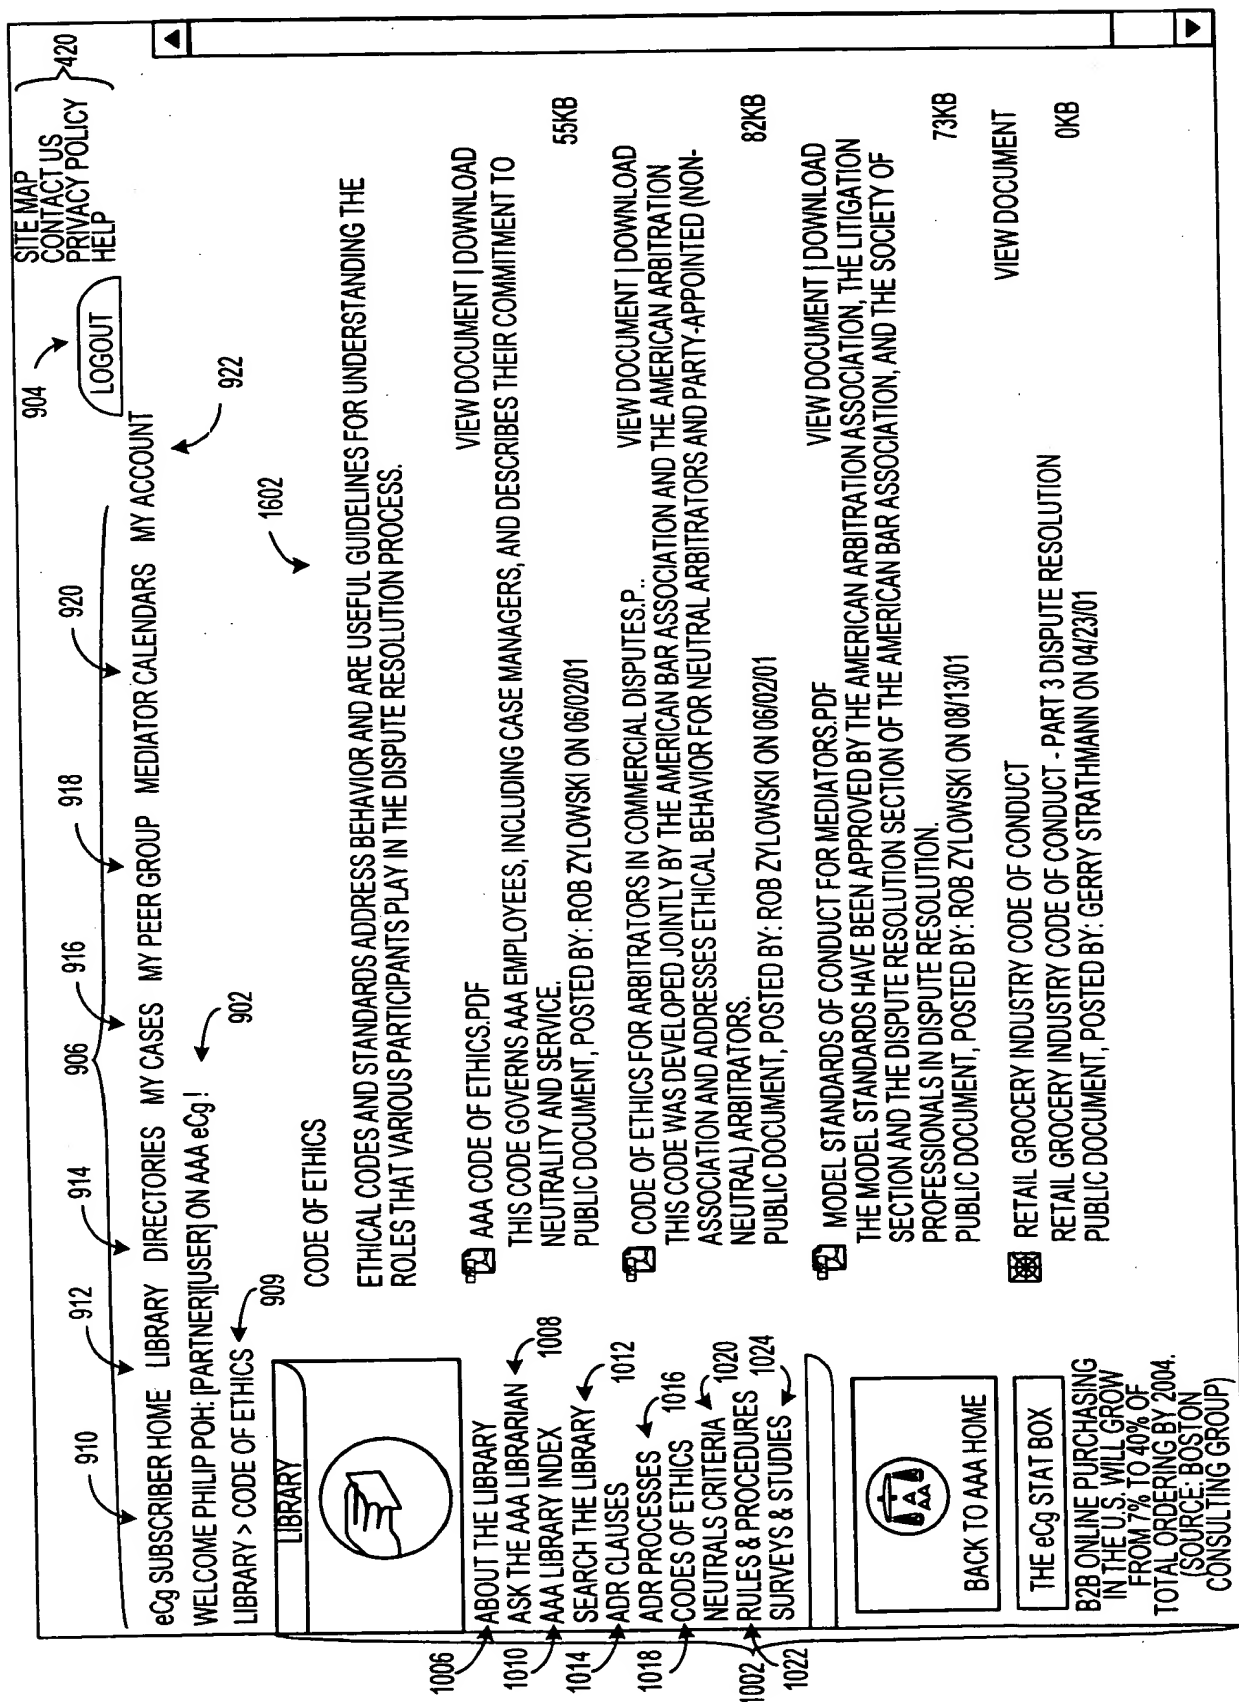 904
SITE MAP
CONTACT US
PRIVACY POLICY
HELP
420
LOGOUT
906
910
912
914
916
918
920
eCg SUBSCRIBER HOME LIBRARY DIRECTORIES MY CASES MY PEER GROUP MEDIATOR CALENDARS MY ACCOUNT
922
WELCOME PHILIP POH: [PARTNER][USER] ON AAA eCg!
902
LIBRARY > CODE OF ETHICS
909
LIBRARY
1006
ABOUT THE LIBRARY
ASK THE AAA LIBRARIAN
1008
1010
AAA LIBRARY INDEX
SEARCH THE LIBRARY
1012
1014
ADR CLAUSES
ADR PROCESSES
1016
1018
CODES OF ETHICS
NEUTRALS CRITERIA
1020
1002
RULES & PROCEDURES
1022
SURVEYS & STUDIES
1024
BACK TO AAA HOME
THE eCg STAT BOX
B2B ONLINE PURCHASING
IN THE U.S. WILL GROW
FROM 7% TO 40% OF
TOTAL ORDERING BY 2004.
(SOURCE: BOSTON
CONSULTING GROUP)
1602
CODE OF ETHICS
ETHICAL CODES AND STANDARDS ADDRESS BEHAVIOR AND ARE USEFUL GUIDELINES FOR UNDERSTANDING THE
ROLES THAT VARIOUS PARTICIPANTS PLAY IN THE DISPUTE RESOLUTION PROCESS.
AAA CODE OF ETHICS.PDF VIEW DOCUMENT | DOWNLOAD
THIS CODE GOVERNS AAA EMPLOYEES, INCLUDING CASE MANAGERS, AND DESCRIBES THEIR COMMITMENT TO
NEUTRALITY AND SERVICE.
PUBLIC DOCUMENT, POSTED BY: ROB ZYLOWSKI ON 06/02/01 55KB
CODE OF ETHICS FOR ARBITRATORS IN COMMERCIAL DISPUTES.P.. VIEW DOCUMENT | DOWNLOAD
THIS CODE WAS DEVELOPED JOINTLY BY THE AMERICAN BAR ASSOCIATION AND THE AMERICAN ARBITRATION
ASSOCIATION AND ADDRESSES ETHICAL BEHAVIOR FOR NEUTRAL ARBITRATORS AND PARTY-APPOINTED (NON-
NEUTRAL) ARBITRATORS.
PUBLIC DOCUMENT, POSTED BY: ROB ZYLOWSKI ON 06/02/01 82KB
MODEL STANDARDS OF CONDUCT FOR MEDIATORS.PDF VIEW DOCUMENT | DOWNLOAD
THE MODEL STANDARDS HAVE BEEN APPROVED BY THE AMERICAN ARBITRATION ASSOCIATION, THE LITIGATION
SECTION AND THE DISPUTE RESOLUTION SECTION OF THE AMERICAN BAR ASSOCIATION, AND THE SOCIETY OF
PROFESSIONALS IN DISPUTE RESOLUTION.
PUBLIC DOCUMENT, POSTED BY: ROB ZYLOWSKI ON 08/13/01 73KB
RETAIL GROCERY INDUSTRY CODE OF CONDUCT VIEW DOCUMENT
RETAIL GROCERY INDUSTRY CODE OF CONDUCT - PART 3 DISPUTE RESOLUTION
PUBLIC DOCUMENT, POSTED BY: GERRY STRATHMANN ON 04/23/01 0KB